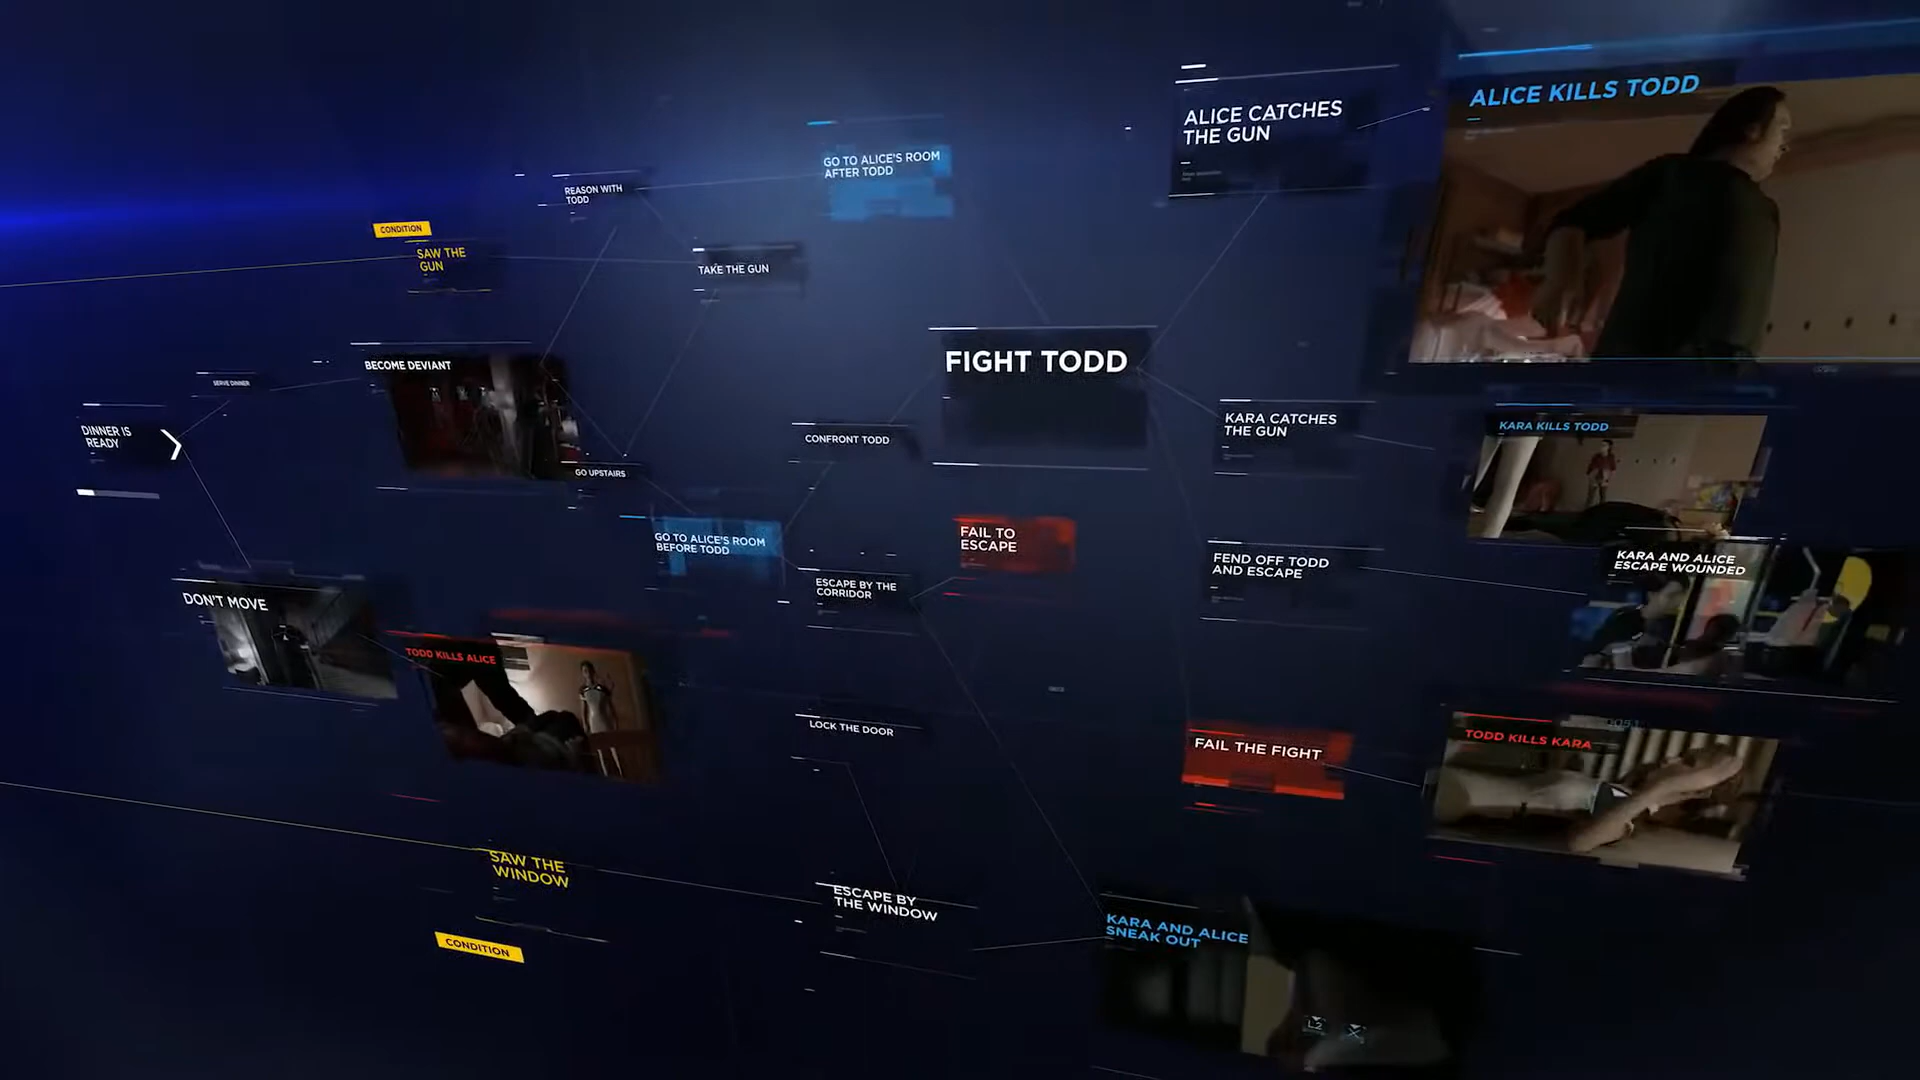 ALICE KILLS TODD
ALICE CATCHES
THE GUN
GO TO ALICE'S ROOM
AFTER TODD
REASON WITH
TODD
CONDITION
SAW THE
GUN
TAKE THE GUN
BECOME DEVIANT
FIGHT TODD
SERVE DINNER
DINNER IS
READY
KARA CATCHES
THE GUN
KARA KILLS TODD
CONFRONT TODD
GO UPSTAIRS
GO TO ALICE'S ROOM
BEFORE TODD
FAIL TO
ESCAPE
FEND OFF TODD
AND ESCAPE
KARA AND ALICE
ESCAPE WOUNDED
ESCAPE BY THE
CORRIDOR
DON'T MOVE
TODD KILLS ALICE
LOCK THE DOOR
FAIL THE FIGHT
TODD KILLS KARA
SAW THE
WINDOW
CONDITION
ESCAPE BY
THE WINDOW
KARA AND ALICE
SNEAK OUT
L2